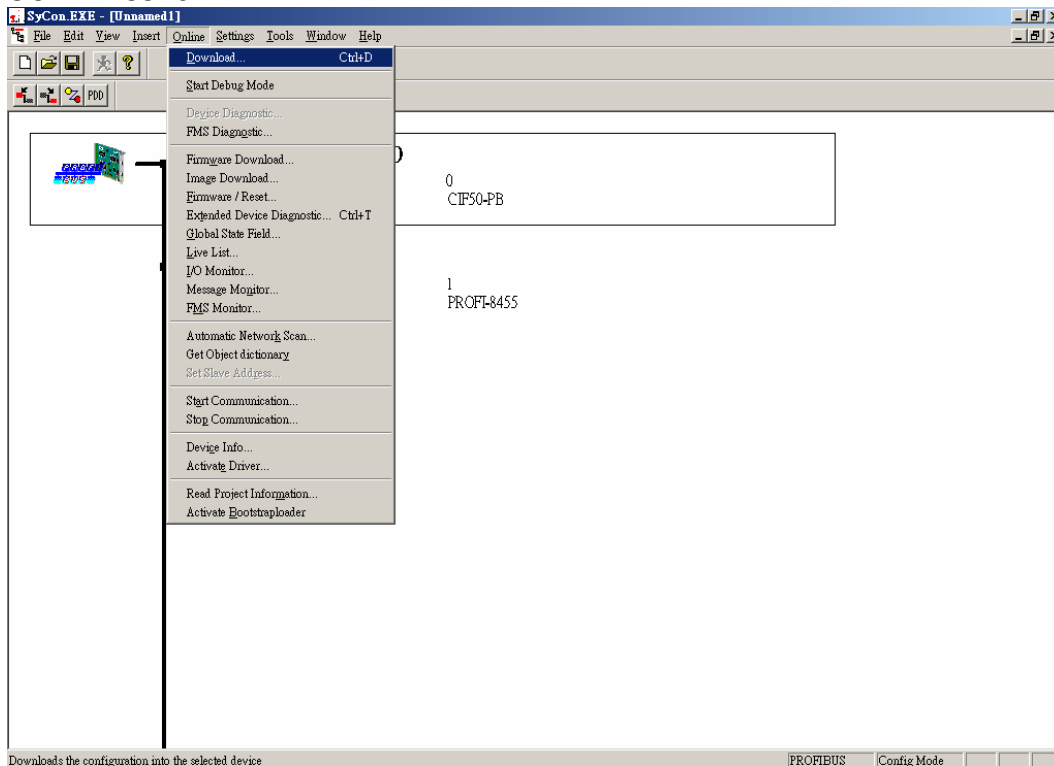 SyCon.EXE - [Unnamed1]
File Edit View Insert Online Settings Tools Window Help
PDD
Download... Ctrl+D
Start Debug Mode
Device Diagnostic...
FMS Diagnostic...
Firmware Download...
Image Download...
Firmware / Reset...
Extended Device Diagnostic... Ctrl+T
Global State Field...
Live List...
I/O Monitor...
Message Monitor...
FMS Monitor...
Automatic Network Scan...
Get Object dictionary
Set Slave Address...
Start Communication...
Stop Communication...
Device Info...
Activate Driver...
Read Project Information...
Activate Bootstraploader
PROFI
BUS
0
CIF50-PB
1
PROFI-8455
Downloads the configuration into the selected device PROFIBUS Config Mode